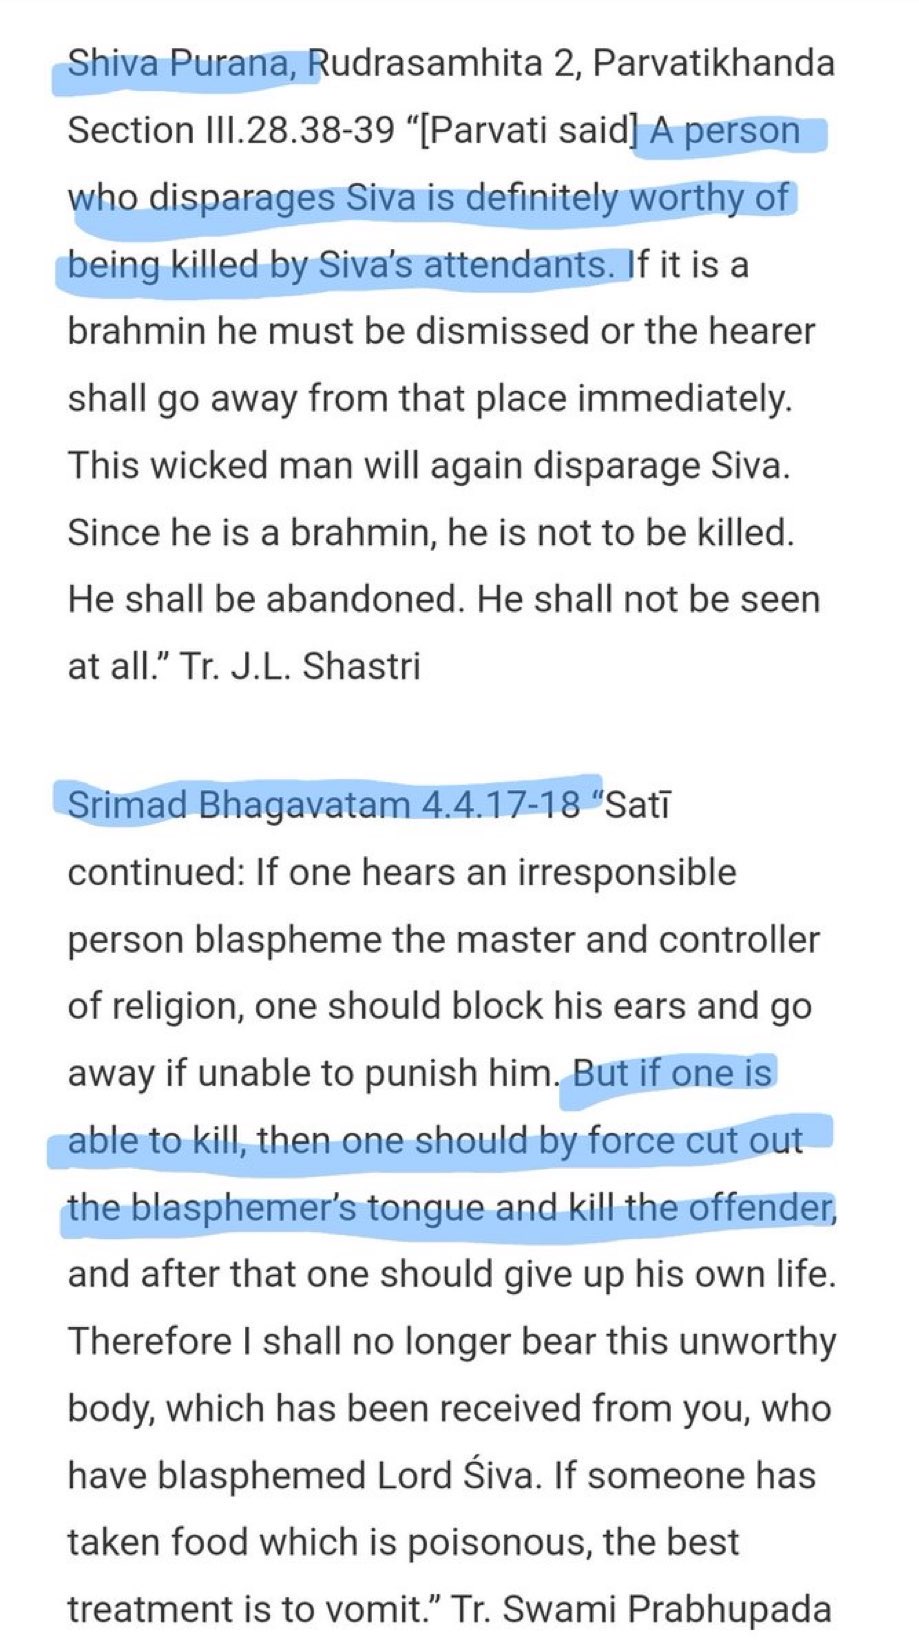 Shiva Purana, Rudrasamhita 2, Parvatikhanda
Section III.28.38-39 “[Parvati said] A person
who disparages Siva is definitely worthy of
being killed by Siva’s attendants. If it is a
brahmin he must be dismissed or the hearer
shall go away from that place immediately.
This wicked man will again disparage Siva.
Since he is a brahmin, he is not to be killed.
He shall be abandoned. He shall not be seen
at all.” Tr. J.L. Shastri
Srimad Bhagavatam 4.4.17-18 “Satī
continued: If one hears an irresponsible
person blaspheme the master and controller
of religion, one should block his ears and go
away if unable to punish him. But if one is
able to kill, then one should by force cut out
the blasphemer’s tongue and kill the offender,
and after that one should give up his own life.
Therefore I shall no longer bear this unworthy
body, which has been received from you, who
have blasphemed Lord Śiva. If someone has
taken food which is poisonous, the best
treatment is to vomit.” Tr. Swami Prabhupada